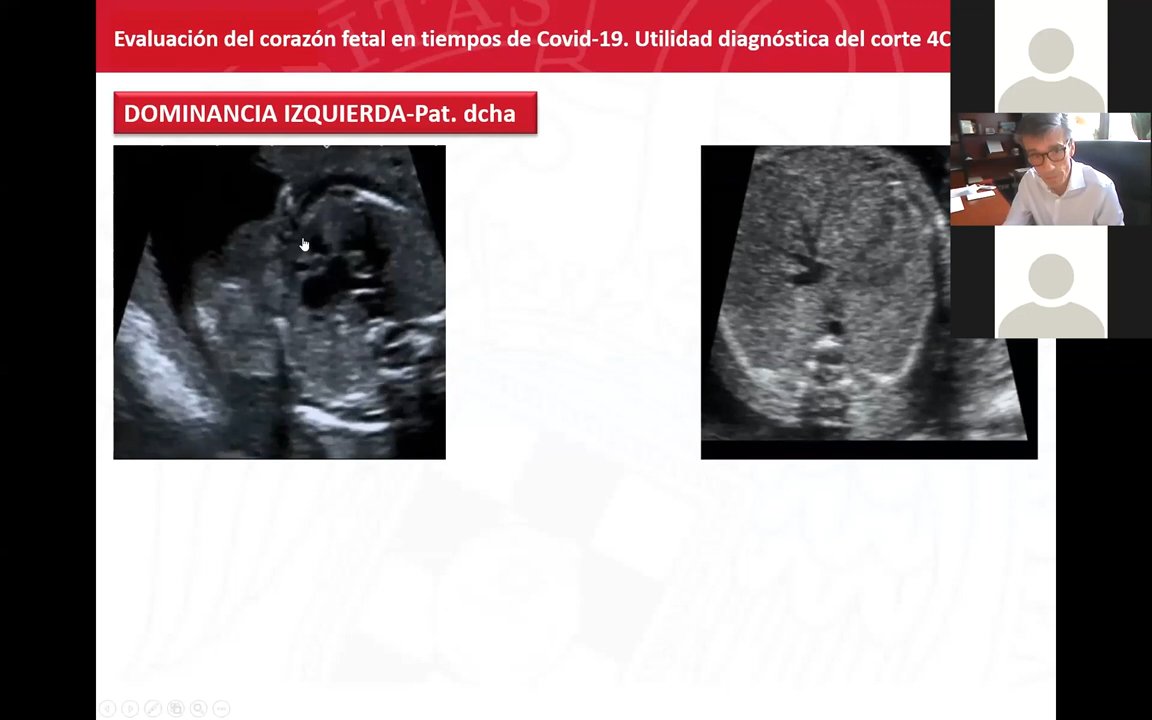 Evaluación del corazón fetal en tiempos de Covid-19. Utilidad diagnóstica del corte 4C
DOMINANCIA IZQUIERDA-Pat. dcha